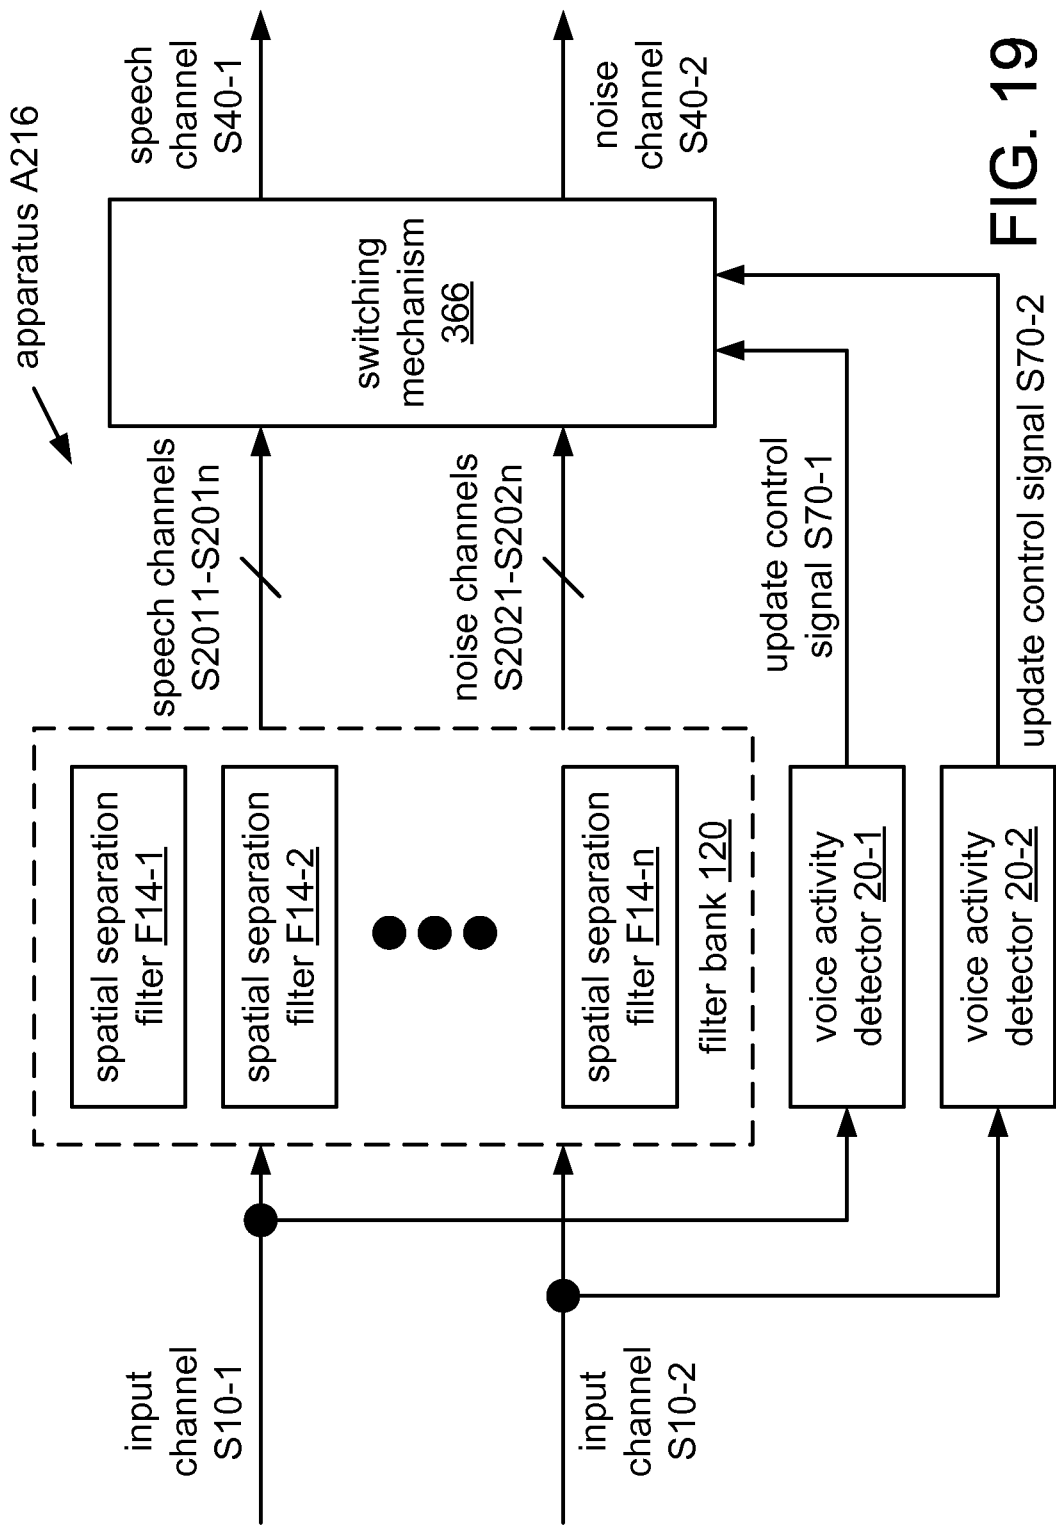 apparatus A216
input
channel
S10-1
input
channel
S10-2
spatial separation
filter F14-1
spatial separation
filter F14-2
spatial separation
filter F14-n
filter bank 120
voice activity
detector 20-1
voice activity
detector 20-2
speech channels
S2011-S201n
noise channels
S2021-S202n
update control
signal S70-1
update control signal S70-2
switching
mechanism
366
speech
channel
S40-1
noise
channel
S40-2
FIG. 19